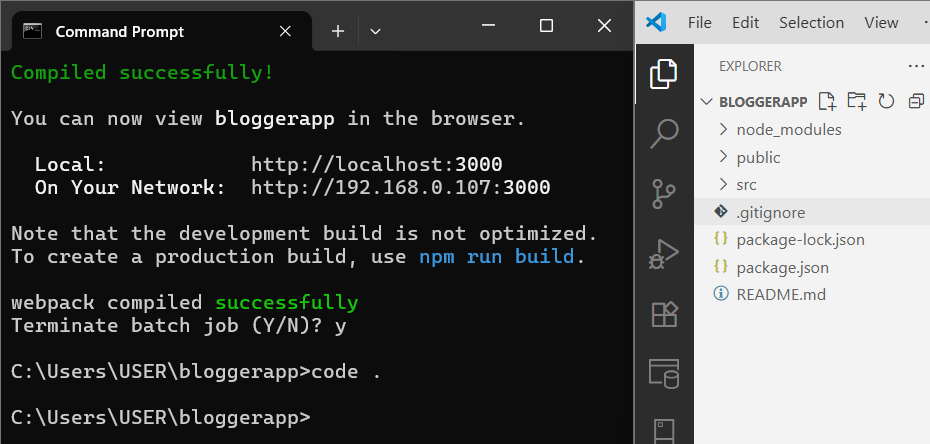 Command Prompt
Compiled successfully!
You can now view bloggerapp in the browser.
Local: http://localhost:3000
On Your Network: http://192.168.0.107:3000
Note that the development build is not optimized.
To create a production build, use npm run build.
webpack compiled successfully
Terminate batch job (Y/N)? y
C:\Users\USER\bloggerapp>code .
C:\Users\USER\bloggerapp>
File Edit Selection View
EXPLORER
BLOGGERAPP
node_modules
public
src
.gitignore
package-lock.json
package.json
README.md